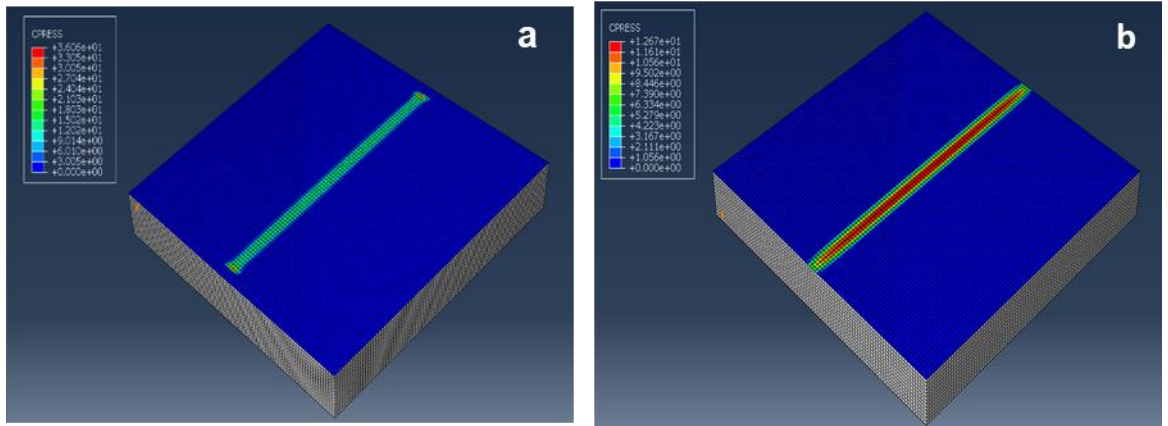 a
CPRESS
+3.606e+01
+3.305e+01
+3.005e+01
+2.704e+01
+2.404e+01
+2.103e+01
+1.803e+01
+1.502e+01
+1.202e+01
+9.014e+00
+6.010e+00
+3.005e+00
+0.000e+00
b
CPRESS
+1.267e+01
+1.161e+01
+1.056e+01
+9.502e+00
+8.446e+00
+7.390e+00
+6.334e+00
+5.279e+00
+4.223e+00
+3.167e+00
+2.111e+00
+1.056e+00
+0.000e+00